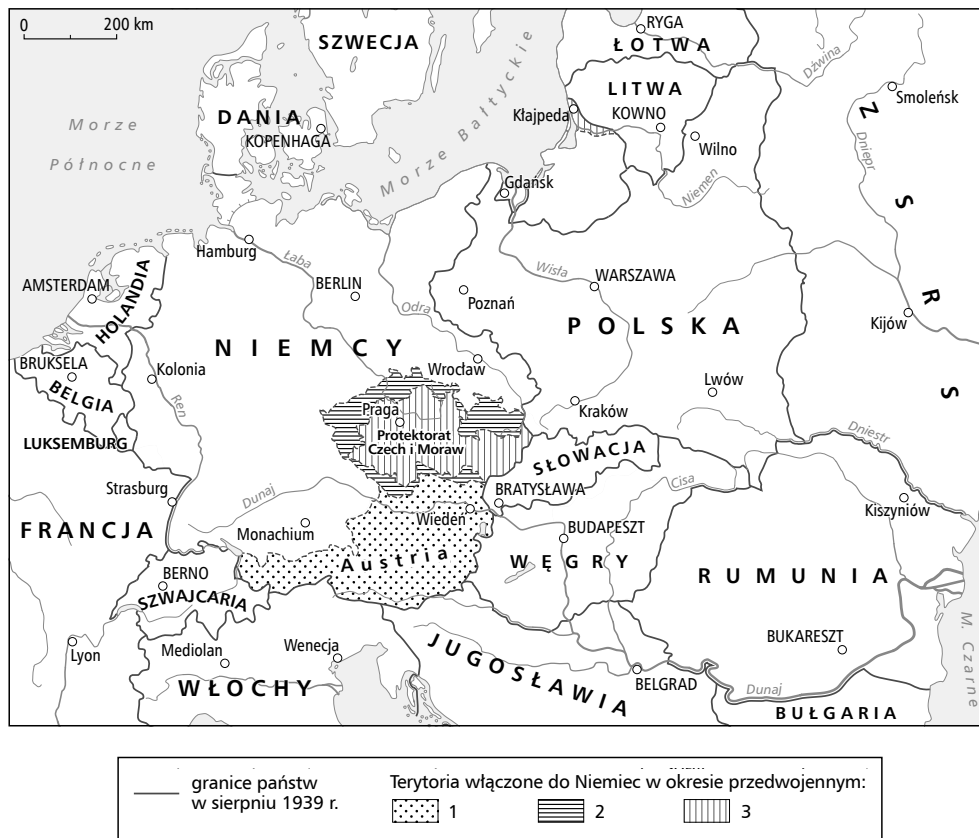 0 200 km
SZWECJA
RYGA
ŁOTWA
Dźwina
LITWA
Kłajpeda
KOWNO
Wilno
Smoleńsk
Morze
Północne
DANIA
KOPENHAGA
Morze Bałtyckie
Dniepr
ZSRS
Niemen
Gdańsk
Hamburg
Łaba
AMSTERDAM
HOLANDIA
BERLIN
Odra
Poznań
Wisła
WARSZAWA
POLSKA
Kijów
NIEMCY
BRUKSELA
BELGIA
Kolonia
Ren
Wrocław
Lwów
Kraków
Praga
Protektorat
Czech i Moraw
LUKSEMBURG
SŁOWACJA
Dniestr
Strasburg
Dunaj
BRATYSŁAWA
Cisa
Kiszyniów
FRANCJA
Monachium
Wiedeń
BUDAPESZT
Austria
WĘGRY
RUMUNIA
BERNO
SZWAJCARIA
Lyon
Mediolan
Wenecja
WŁOCHY
JUGOSŁAWIA
BELGRAD
BUKARESZT
Dunaj
M. Czarne
BUŁGARIA
granice państw
w sierpniu 1939 r.
Terytoria włączone do Niemiec w okresie przedwojennym:
1 2 3